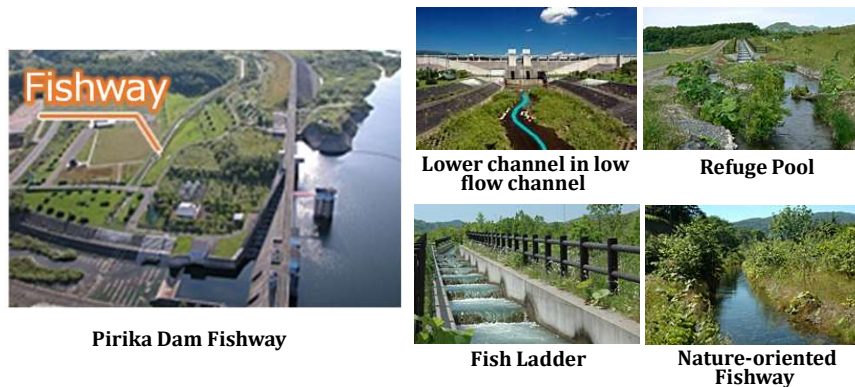 Fishway
Pirika Dam Fishway
Lower channel in low
flow channel
Refuge Pool
Fish Ladder
Nature-oriented
Fishway